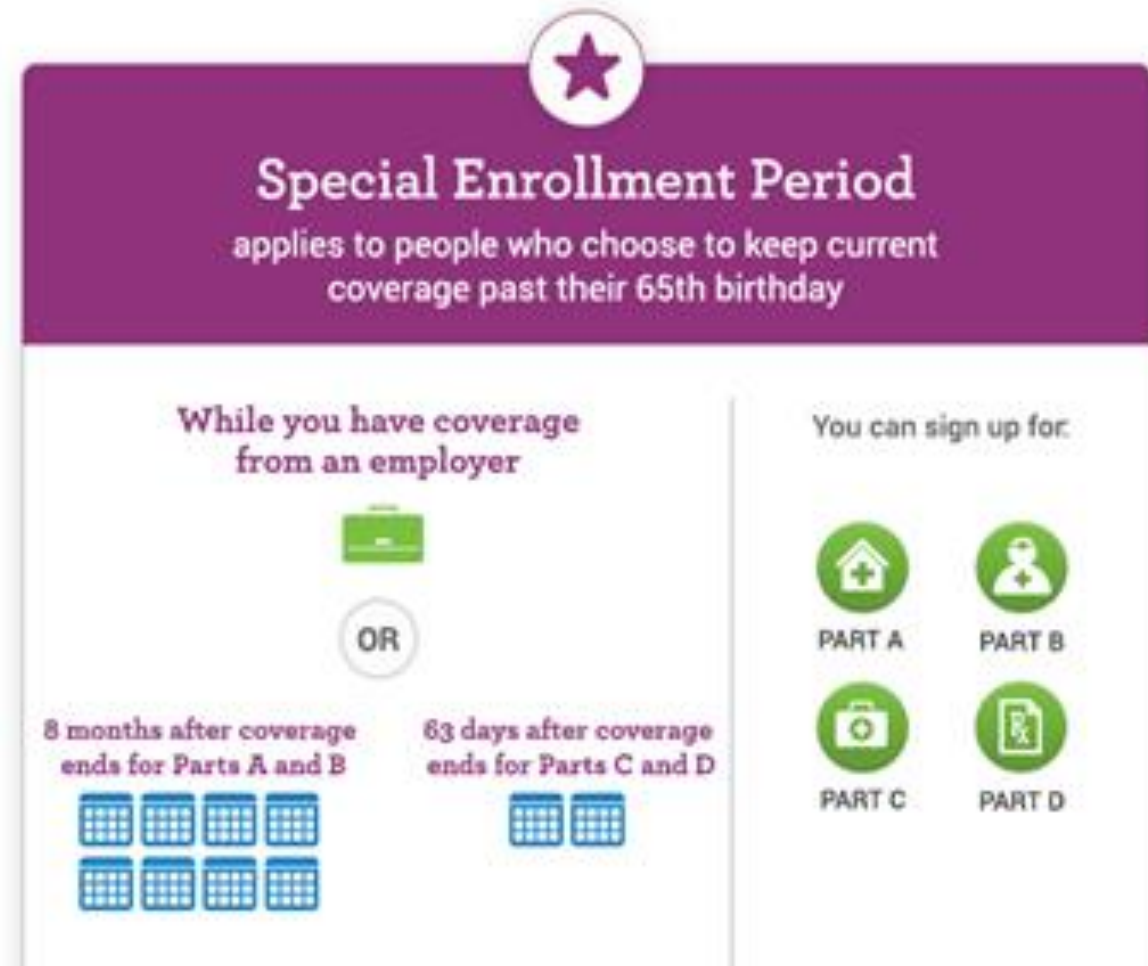 Special Enrollment Period
applies to people who choose to keep current
coverage past their 65th birthday
While you have coverage
from an employer
OR
8 months after coverage
ends for Parts A and B
63 days after coverage
ends for Parts C and D
You can sign up for:
PART A
PART B
PART C
PART D